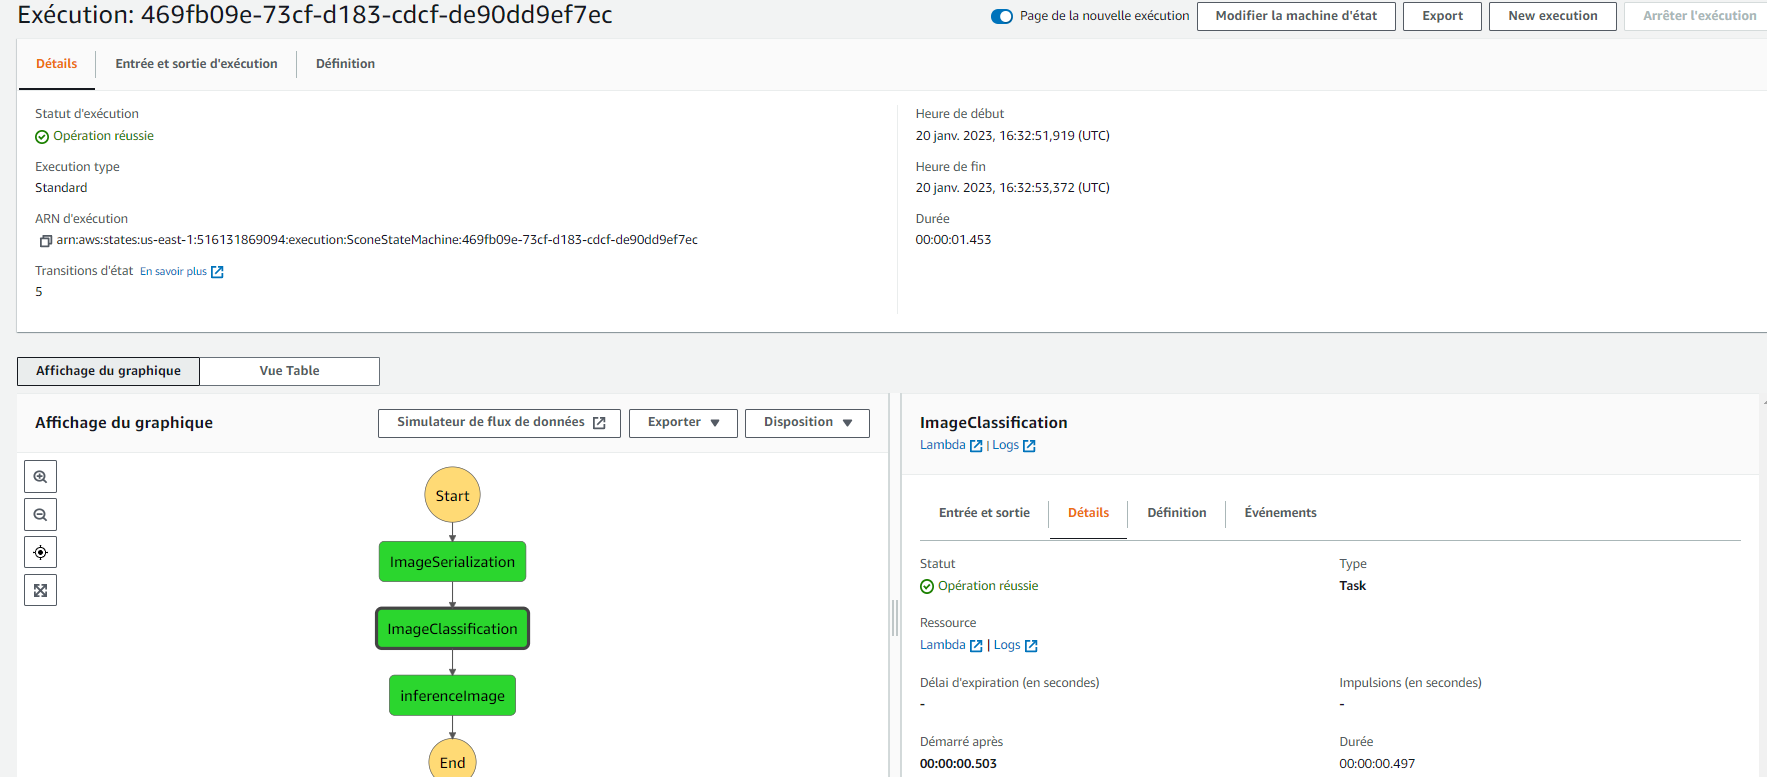 Exécution: 469fb09e-73cf-d183-cdcf-de90dd9ef7ec
Page de la nouvelle exécution
Modifier la machine d'état
Export
New execution
Arrêter l'exécution
Détails
Entrée et sortie d'exécution
Définition
Statut d'exécution
Opération réussie
Execution type
Standard
ARN d'exécution
arn:aws:states:us-east-1:516131869094:execution:SconeStateMachine:469fb09e-73cf-d183-cdcf-de90dd9ef7ec
Transitions d'état En savoir plus
5
Heure de début
20 janv. 2023, 16:32:51,919 (UTC)
Heure de fin
20 janv. 2023, 16:32:53,372 (UTC)
Durée
00:00:01.453
Affichage du graphique
Vue Table
Affichage du graphique
Simulateur de flux de données
Exporter
Disposition
Start
ImageSerialization
ImageClassification
inferenceImage
End
ImageClassification
Lambda | Logs
Entrée et sortie
Détails
Définition
Événements
Statut
Opération réussie
Type
Task
Ressource
Lambda | Logs
Délai d'expiration (en secondes)
-
Impulsions (en secondes)
-
Démarré après
00:00:00.503
Durée
00:00:00.497